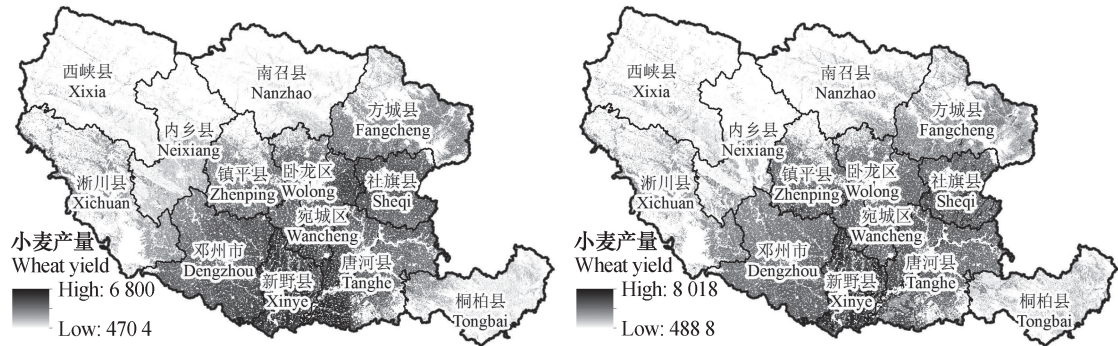 西峡县
Xixia
南召县
Nanzhao
方城县
Fangcheng
内乡县
Neixiang
镇平县
Zhenping
卧龙区
Wolong
社旗县
Sheqi
淅川县
Xichuan
宛城区
Wancheng
邓州市
Dengzhou
唐河县
Tanghe
新野县
Xinye
桐柏县
Tongbai
小麦产量
Wheat yield
High: 6 800
Low: 470 4
西峡县
Xixia
南召县
Nanzhao
方城县
Fangcheng
内乡县
Neixiang
镇平县
Zhenping
卧龙区
Wolong
社旗县
Sheqi
淅川县
Xichuan
宛城区
Wancheng
邓州市
Dengzhou
唐河县
Tanghe
新野县
Xinye
桐柏县
Tongbai
小麦产量
Wheat yield
High: 8 018
Low: 488 8